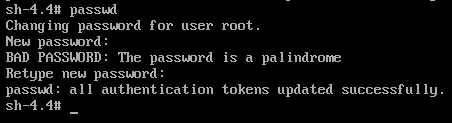 sh-4.4# passwd
Changing password for user root.
New password:
BAD PASSWORD: The password is a palindrome
Retype new password:
passwd: all authentication tokens updated successfully.
sh-4.4# _